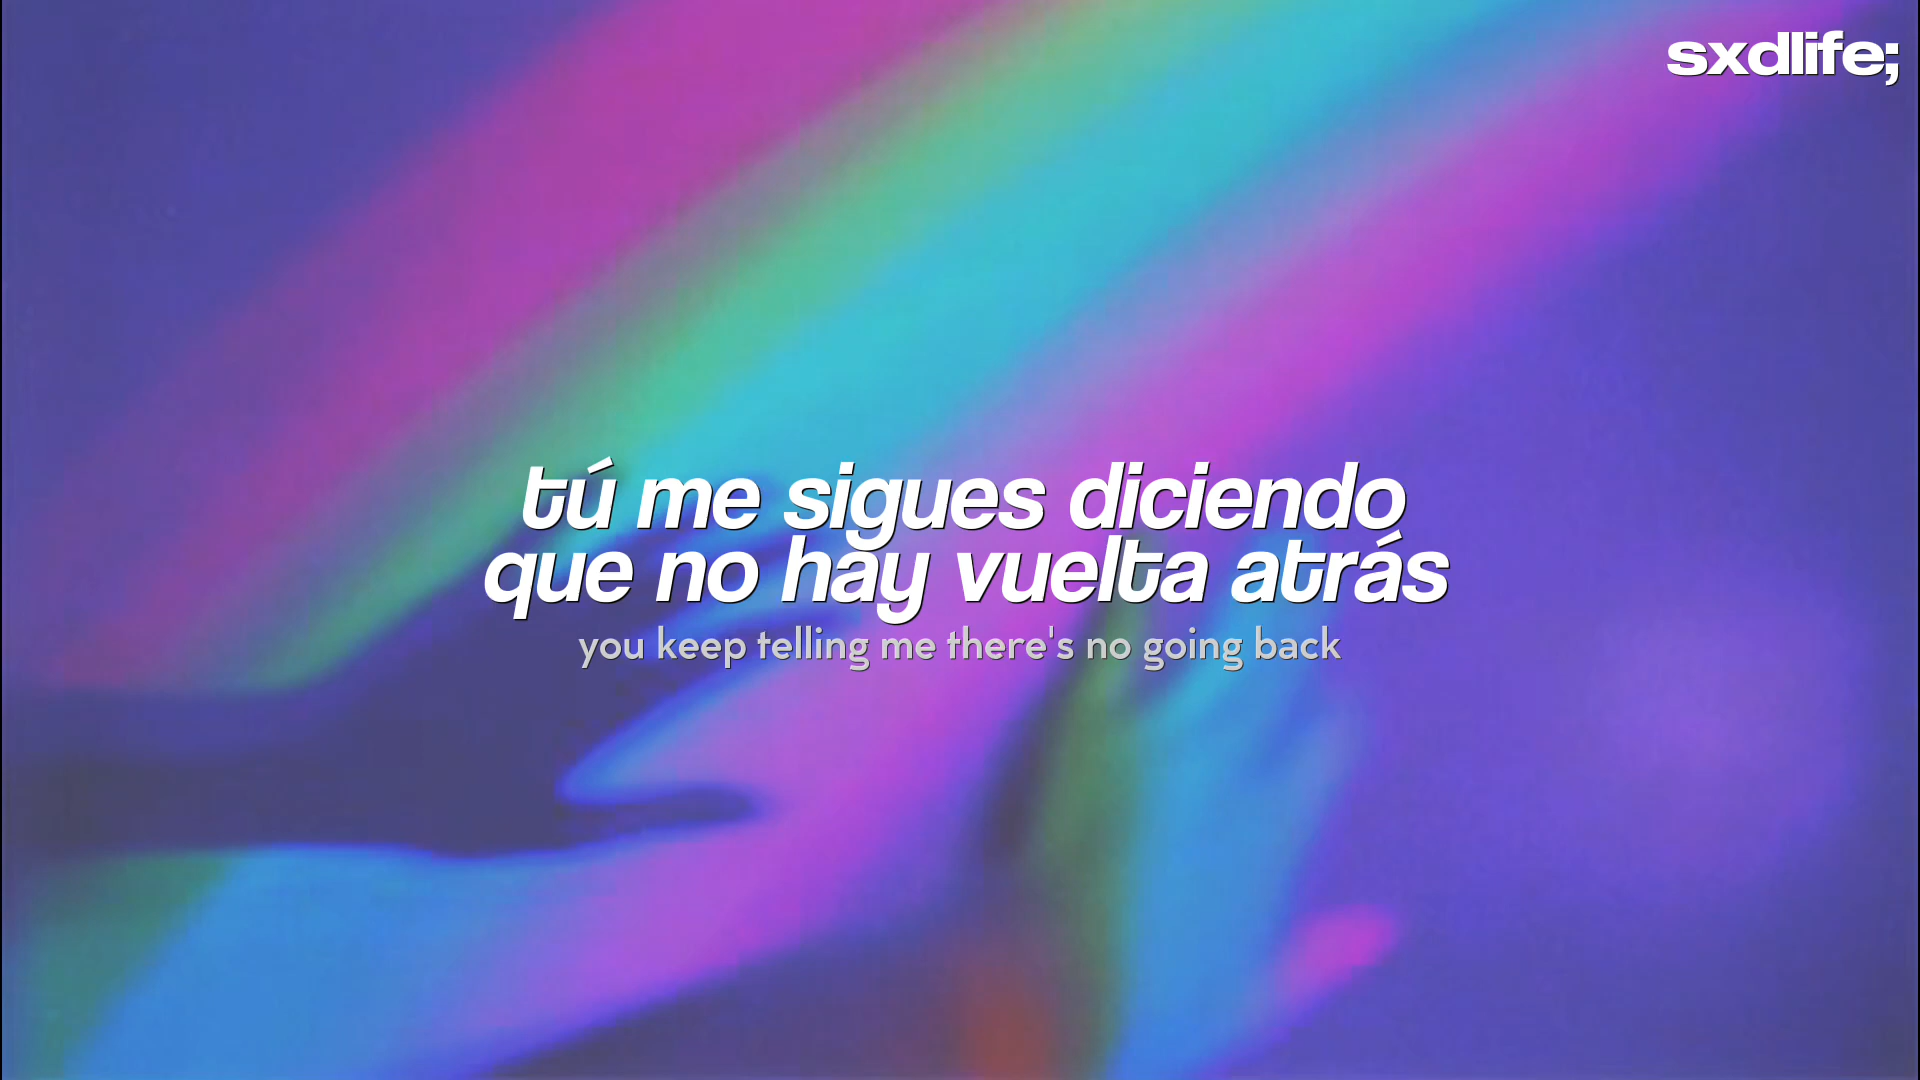 sxdlife;
tú me sigues diciendo
que no hay vuelta atrás
you keep telling me there's no going back